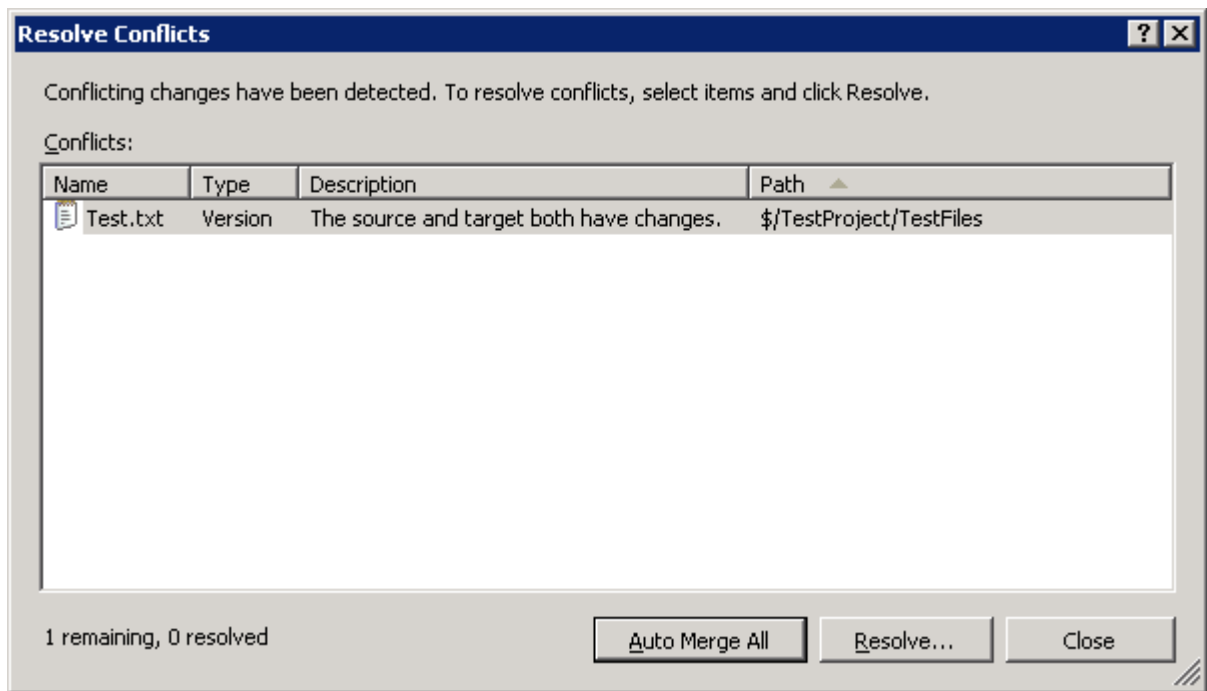 Resolve Conflicts
Conflicting changes have been detected. To resolve conflicts, select items and click Resolve.
Conflicts:
Name Type Description Path
Test.txt Version The source and target both have changes. $/TestProject/TestFiles
1 remaining, 0 resolved Auto Merge All Resolve... Close